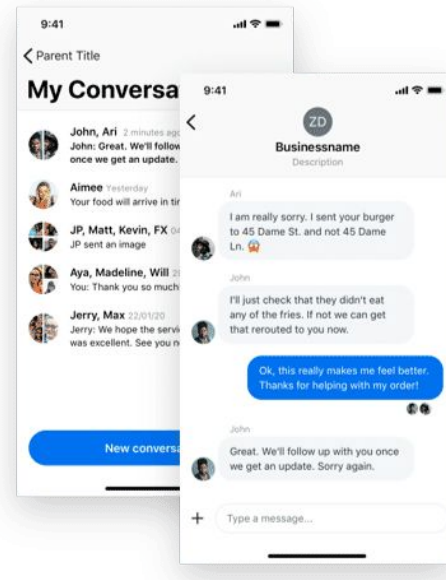 9:41
Parent Title
My Conversa
John, Ari 2 minutes ago
John: Great. We'll follow
once we get an update.
Aimee Yesterday
Your food will arrive in
JP, Matt, Kevin, FX
JP sent an image
Aya, Madeline, Will
You: Thank you so much
Jerry, Max 22/01/20
Jerry: We hope the
was excellent. See you
New conversa
9:41
ZD
Businessname
Description
Ari
I am really sorry. I sent your burger
to 45 Dame St. and not 45 Dame
Ln. 😱
John
I'll just check that they didn't eat
any of the fries. If not we can get
that rerouted to you now.
Ok, this really makes me feel better.
Thanks for helping with my order!
John
Great. We'll follow up with you once
we get an update. Sorry again.
Type a message...